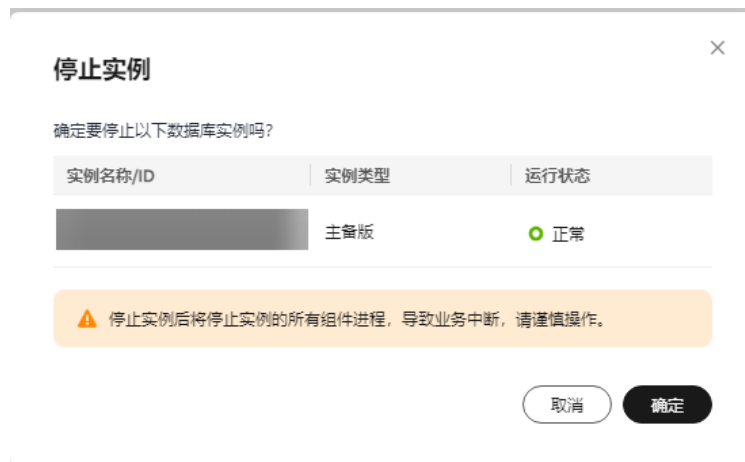 停止实例
确定要停止以下数据库实例吗?
实例名称/ID 实例类型 运行状态
主备版 正常
停止实例后将停止实例的所有组件进程，导致业务中断，请谨慎操作。
取消 确定